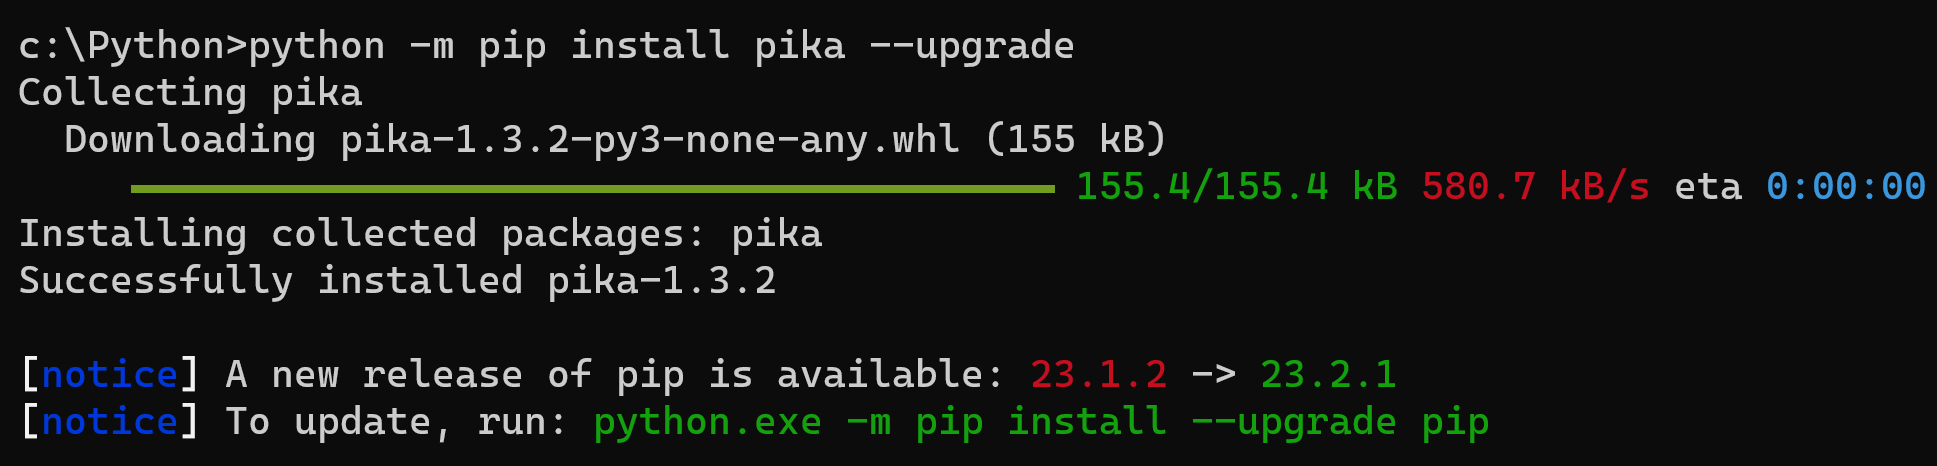 c:\Python>python -m pip install pika --upgrade
Collecting pika
  Downloading pika-1.3.2-py3-none-any.whl (155 kB)
155.4/155.4 kB 580.7 kB/s eta 0:00:00
Installing collected packages: pika
Successfully installed pika-1.3.2
[notice] A new release of pip is available: 23.1.2 -> 23.2.1
[notice] To update, run: python.exe -m pip install --upgrade pip